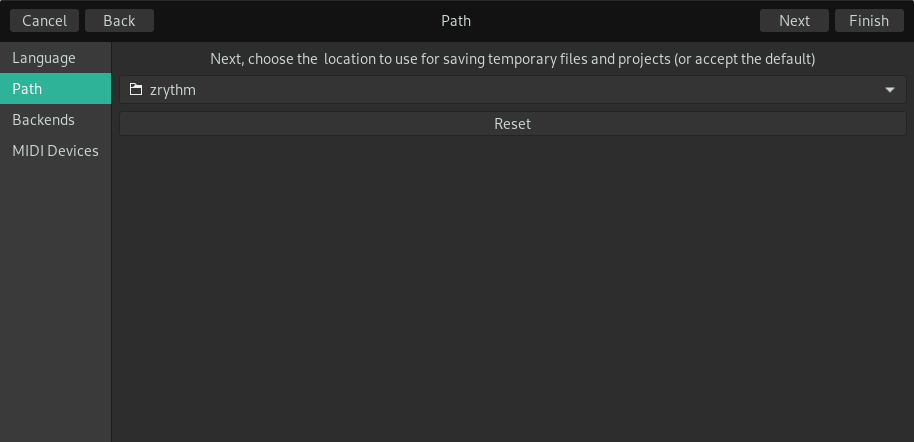 Cancel Back Path Next Finish
Language
Path
Backends
MIDI Devices
Next, choose the  location to use for saving temporary files and projects (or accept the default)
zrythm
Reset